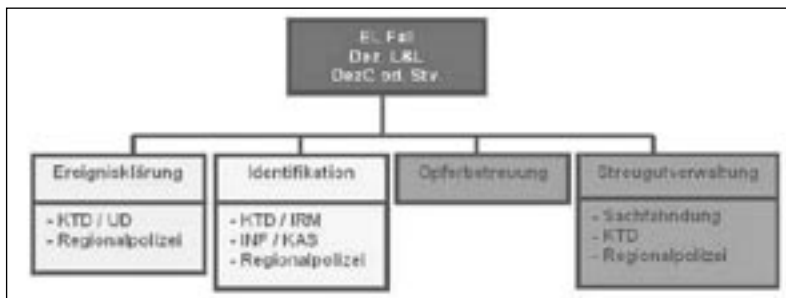 EL Fall
Dez. L&L
DezC od. Stv.
Ereignisklärung
- KTD / UD
- Regionalpolizei
Identifikation
- KTD / IRM
- INF / KAS
- Regionalpolizei
Opferbetreuung
Streugutverwaltung
- Sachfahndung
- KTD
- Regionalpolizei